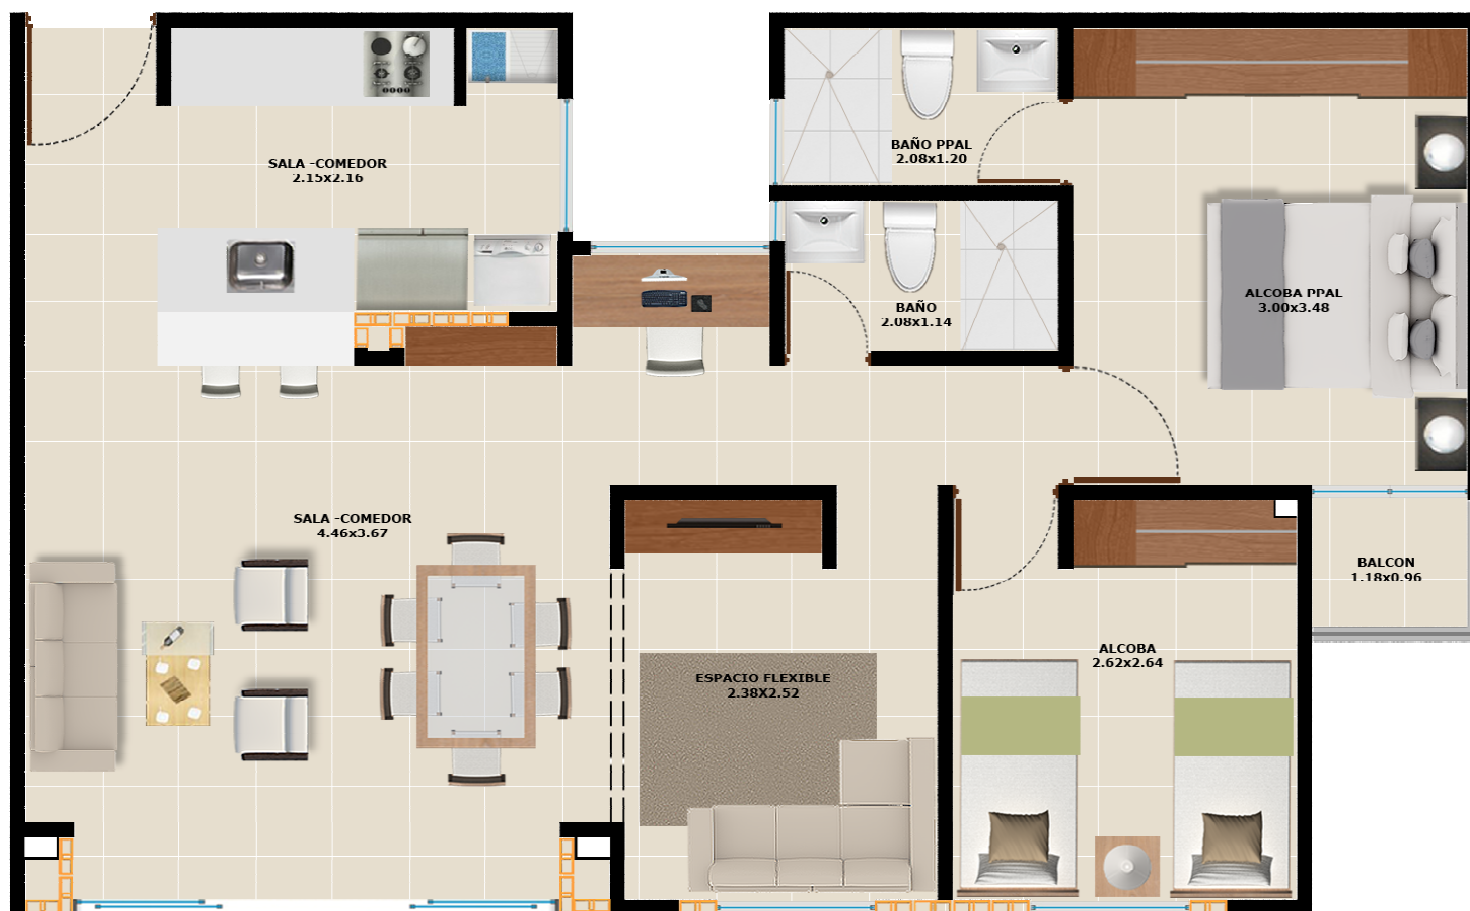 BAÑO PPAL
2.08x1.20
SALA -COMEDOR
2.15x2.16
ALCOBA PPAL
3.00x3.48
BAÑO
2.08x1.14
SALA -COMEDOR
4.46x3.67
BALCON
1.18x0.96
ALCOBA
2.62x2.64
ESPACIO FLEXIBLE
2.38X2.52